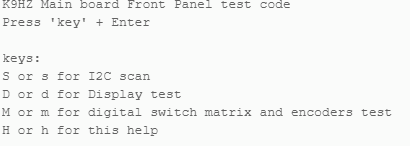 K9HZ Main board Front Panel test code
Press 'key' + Enter

keys:
S or s for I2C scan
D or d for Display test
M or m for digital switch matrix and encoders test
H or h for this help